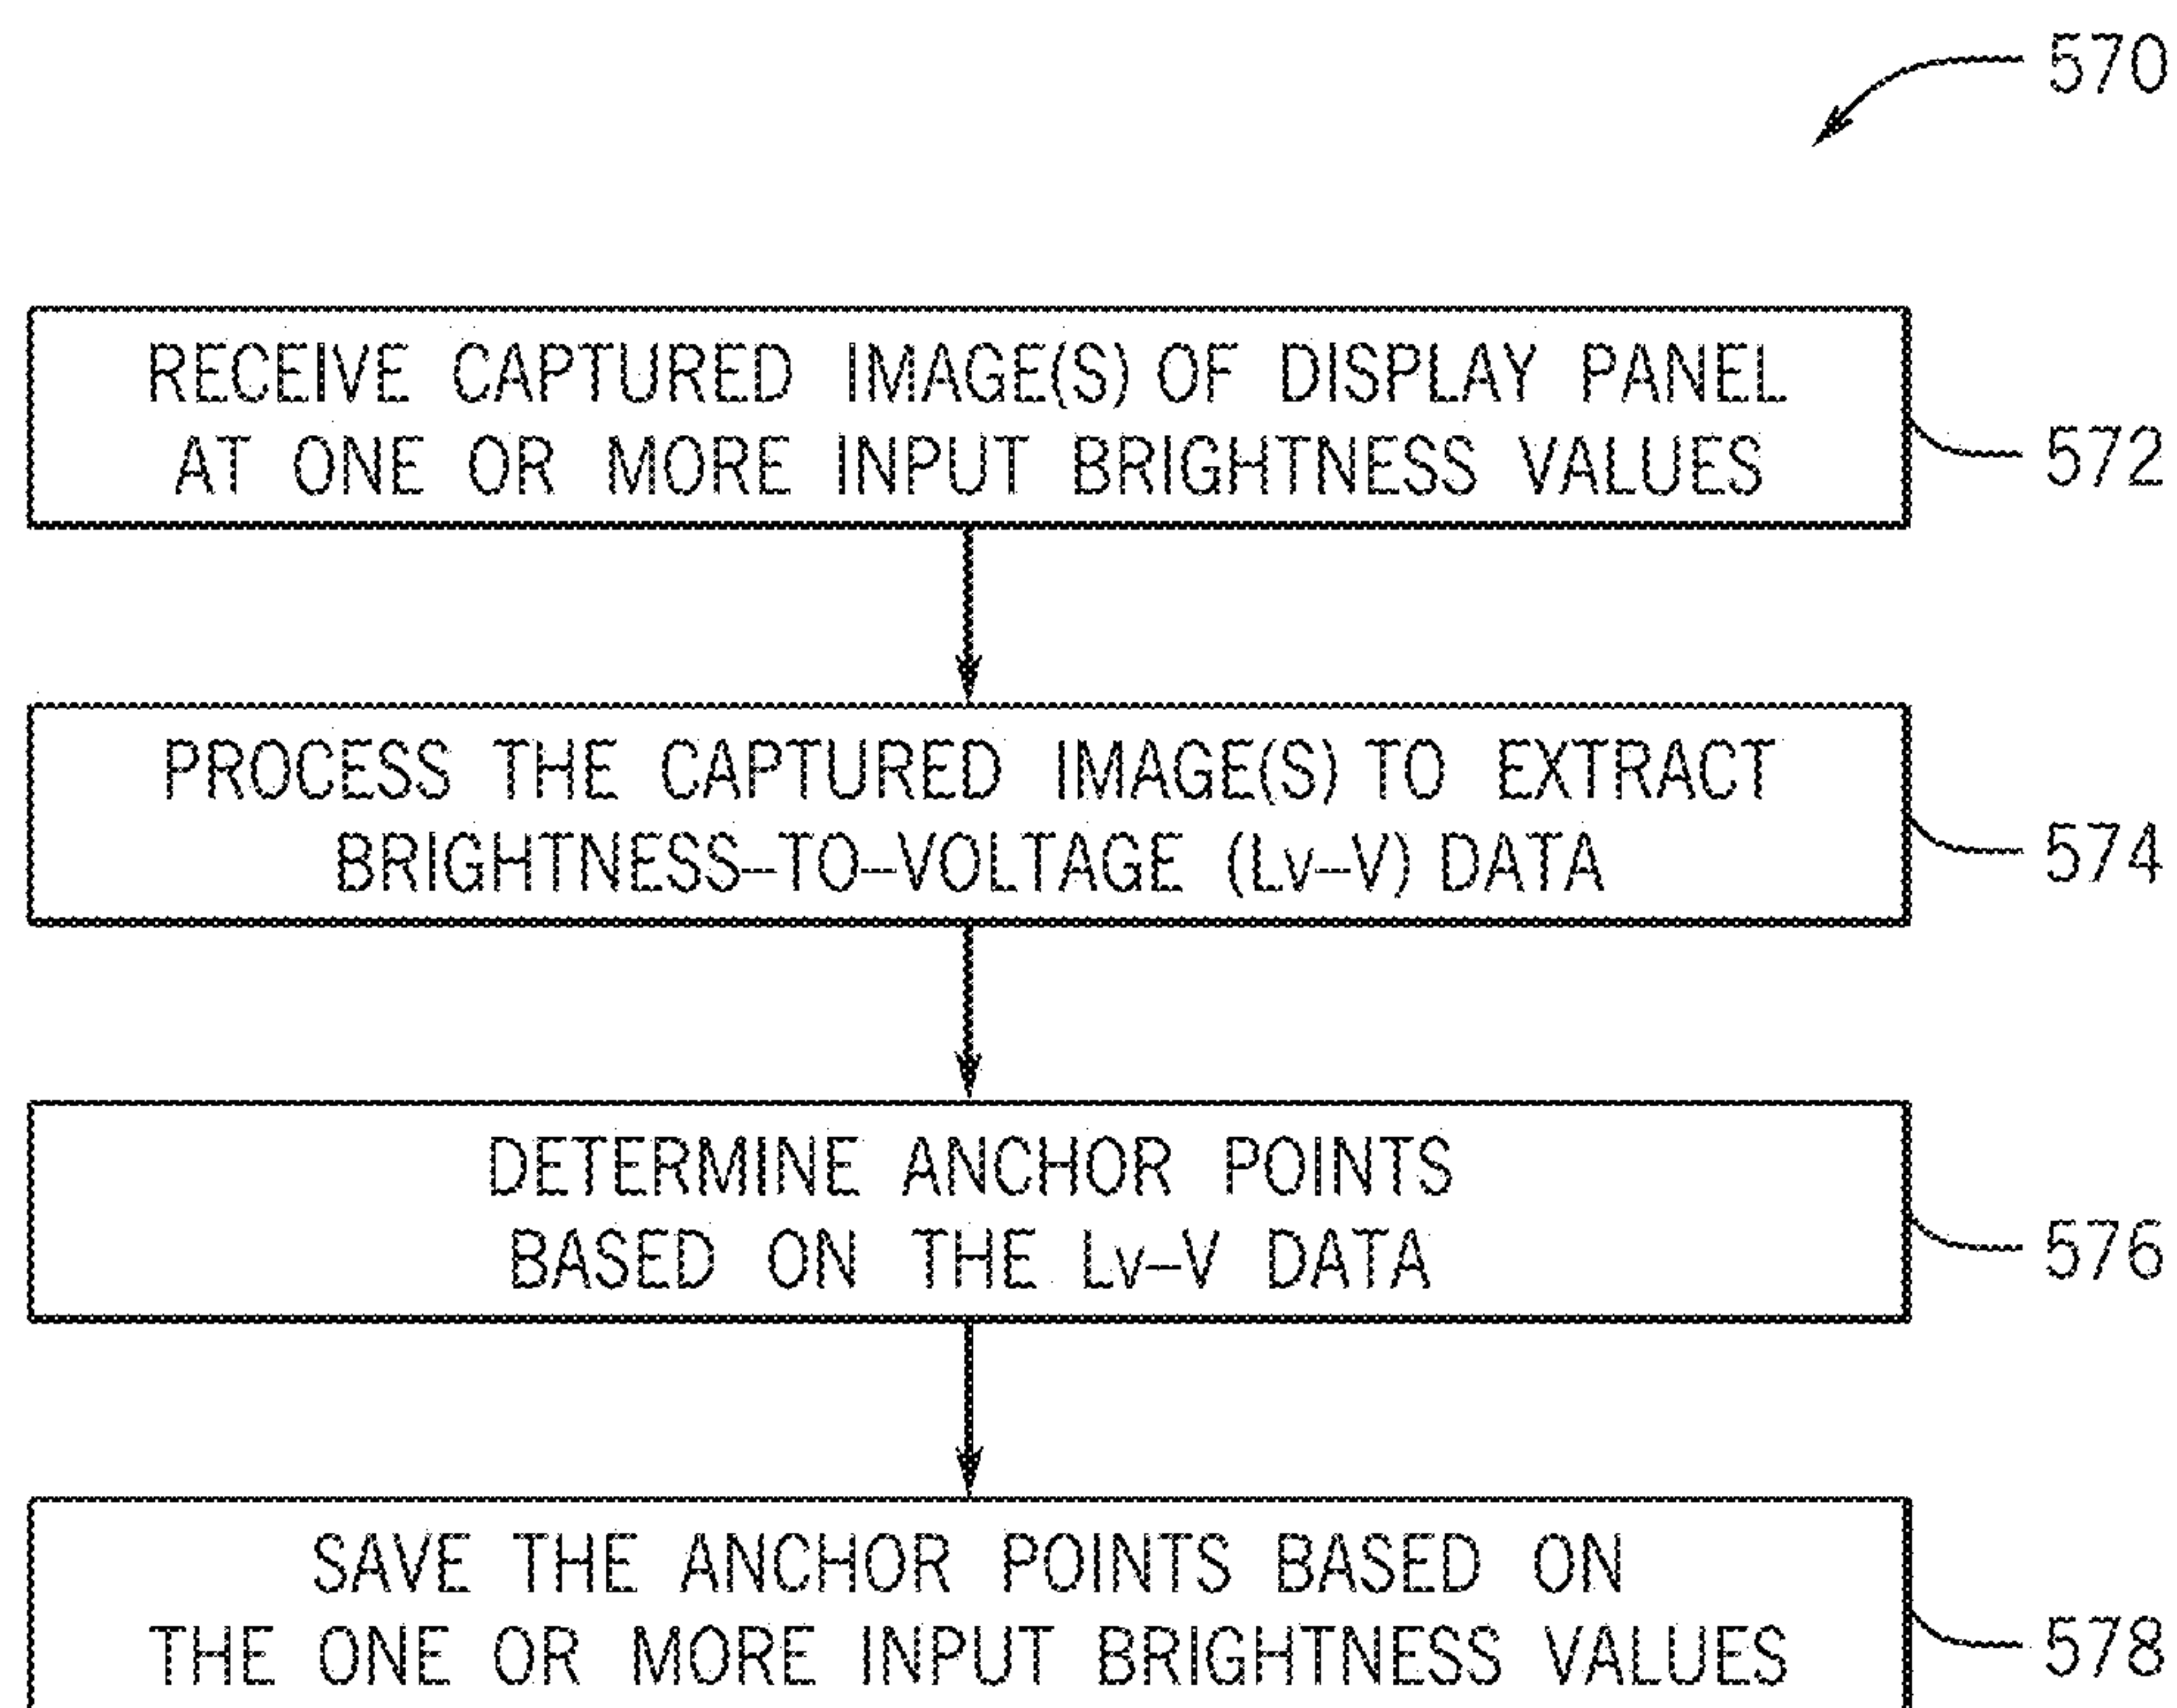 570
RECEIVE CAPTURED IMAGE(S) OF DISPLAY PANEL
AT ONE OR MORE INPUT BRIGHTNESS VALUES
572
PROCESS THE CAPTURED IMAGE(S) TO EXTRACT
BRIGHTNESS-TO-VOLTAGE (Lv-V) DATA
574
DETERMINE ANCHOR POINTS
BASED ON THE Lv-V DATA
576
SAVE THE ANCHOR POINTS BASED ON
THE ONE OR MORE INPUT BRIGHTNESS VALUES
578